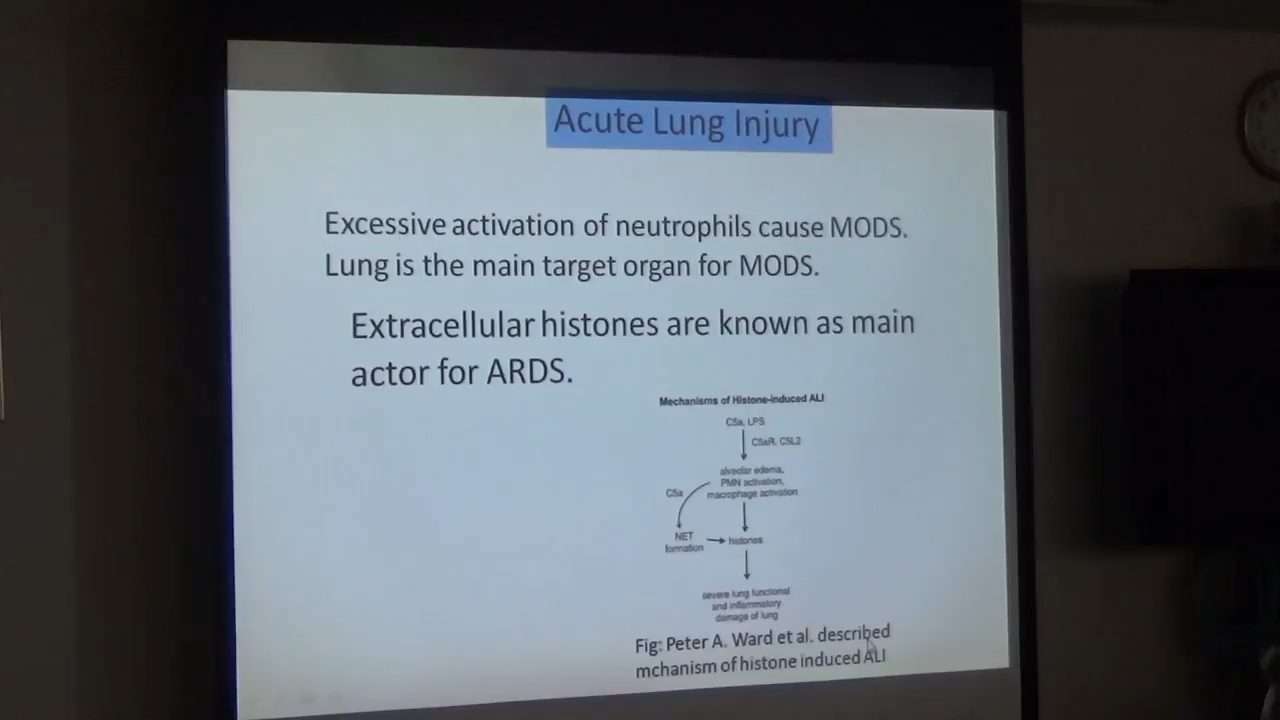 Acute Lung Injury
Excessive activation of neutrophils cause MODS.
Lung is the main target organ for MODS.
Extracellular histones are known as main
actor for ARDS.
Mechanisms of Histone-induced ALI
C5a, LPS
C5aR, C5L2
alveolar edema,
PMN activation,
macrophage activation
C5a
NET
formation
histones
severe lung functional
and inflammatory
damage of lung
Fig: Peter A. Ward et al. described
mchanism of histone induced ALI